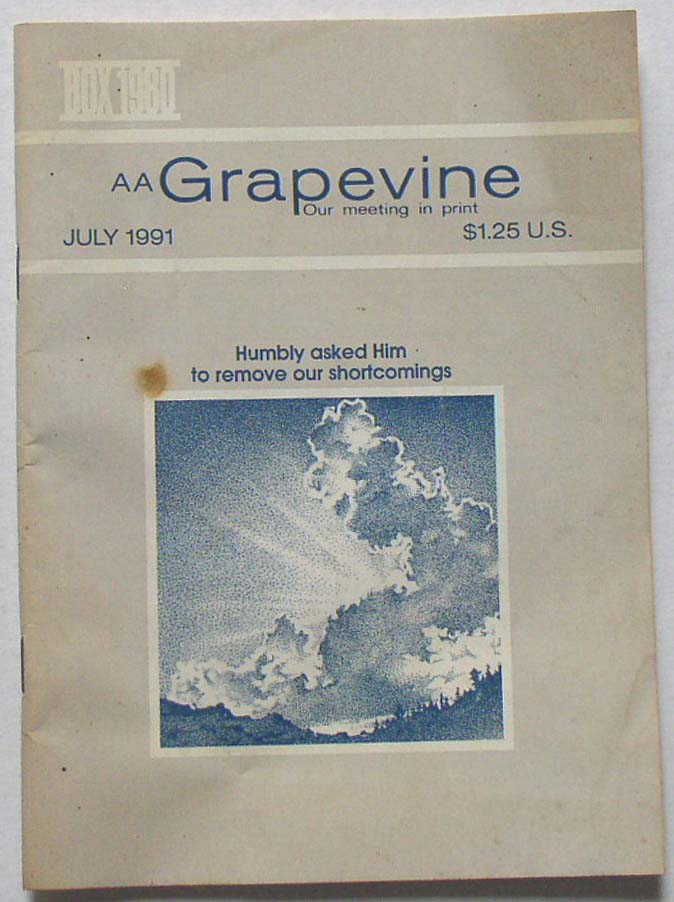 BOX 1980
AA Grapevine
Our meeting in print
JULY 1991
$1.25 U.S.
Humbly asked Him
to remove our shortcomings